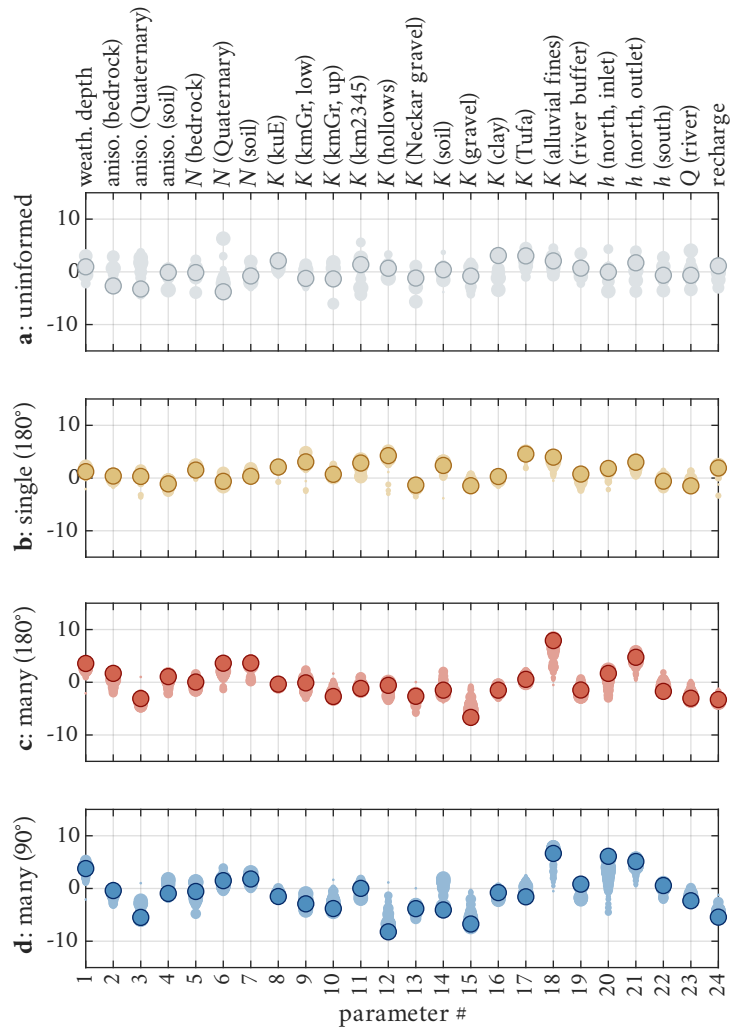 weath. depth
aniso. (bedrock)
aniso. (Quaternary)
aniso. (soil)
N (bedrock)
N (Quaternary)
N (soil)
K (kuE)
K (kmGr, low)
K (kmGr, up)
K (km2345)
K (hollows)
K (Neckar gravel)
K (soil)
K (gravel)
K (clay)
K (Tufa)
K (alluvial fines)
K (river buffer)
h (north, inlet)
h (north, outlet)
h (south)
Q (river)
recharge
a: uninformed
10
0
-10
b: single (180°)
10
0
-10
c: many (180°)
10
0
-10
d: many (90°)
10
0
-10
1 2 3 4 5 6 7 8 9 10 11 12 13 14 15 16 17 18 19 20 21 22 23 24
parameter #